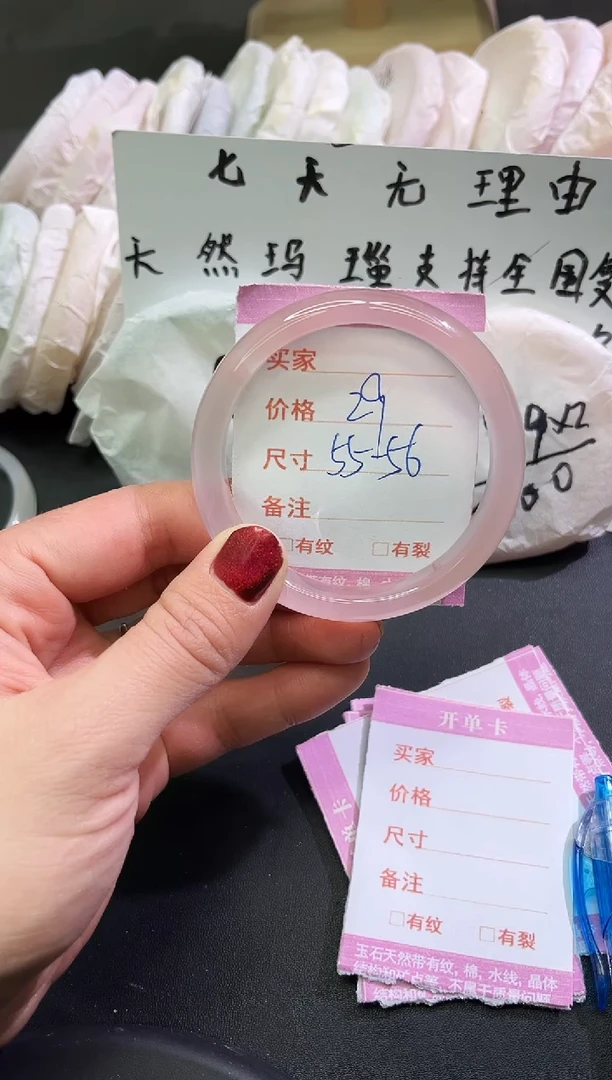 七天无理由
天然玛瑙支持全国复
买家
价格 29
尺寸 55-56
备注
□有纹 □有裂
9x2
00
开单卡
买家
价格
尺寸
备注
□有纹 □有裂
玉石天然带有纹, 棉, 水线, 晶体